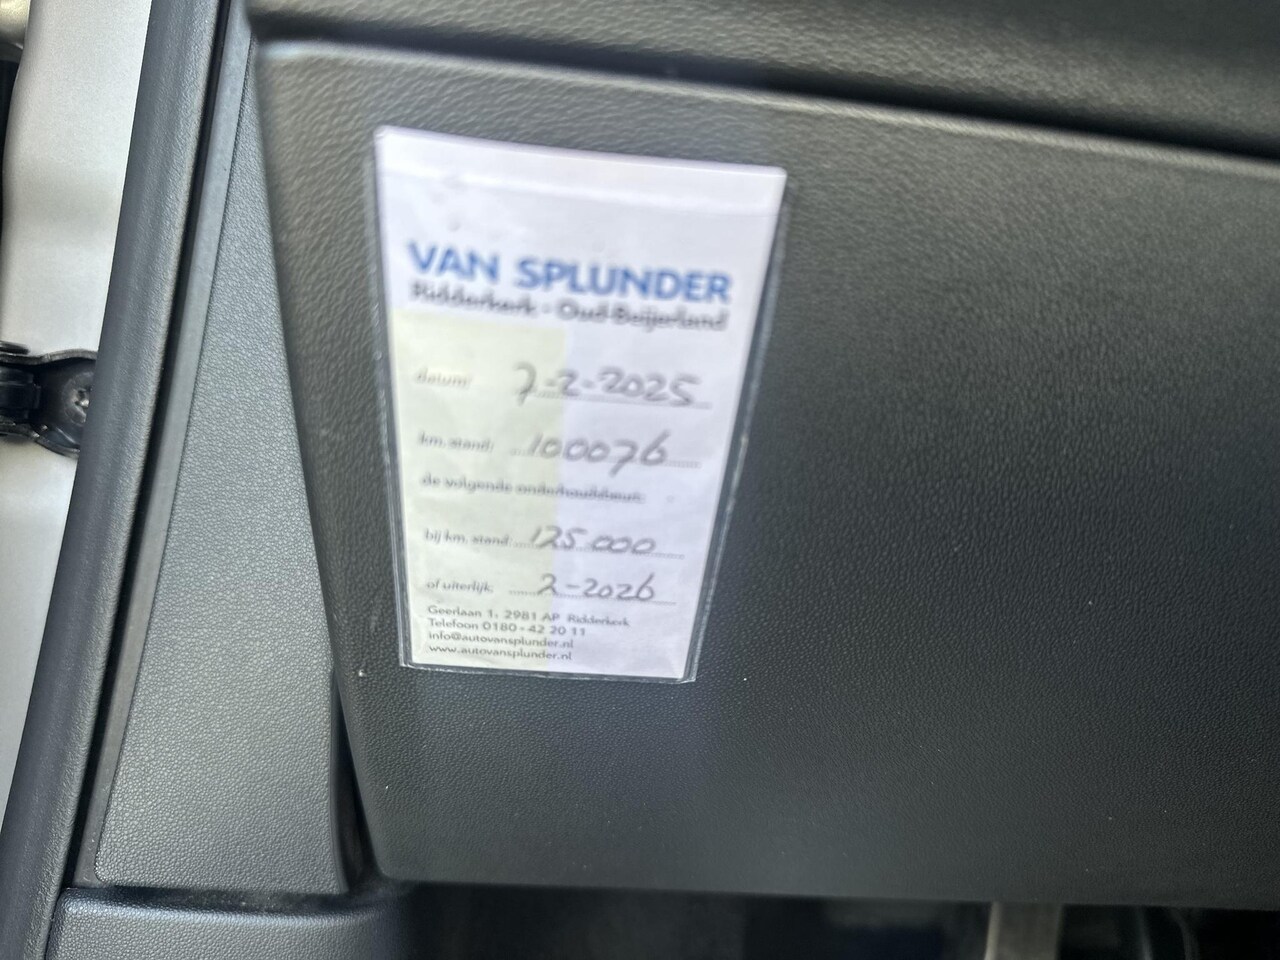 VAN SPLUNDER
Ridderkerk - Oud-Beijerland
datum: 7-2-2025
km. stand: 100076
de volgende onderhoudsbeurt:
bij km. stand: 125.000
of uiterlijk: 2-2026
Geerlaan 1, 2981 AP Ridderkerk
Telefoon 0180 - 42 20 11
info@autovansplunder.nl
www.autovansplunder.nl